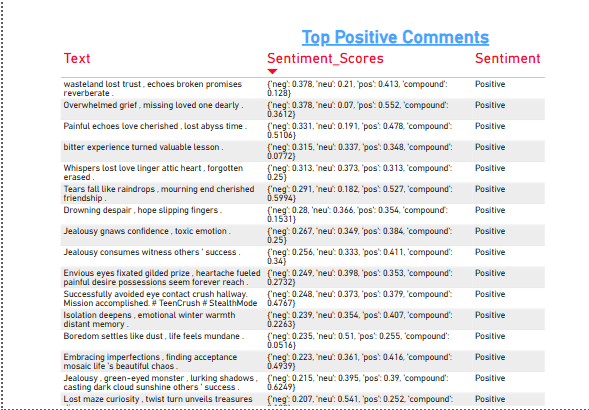 Top Positive Comments
Text Sentiment_Scores Sentiment
wasteland lost trust , echoes broken promises reverberate . {'neg': 0.378, 'neu': 0.21, 'pos': 0.413, 'compound': 0.128} Positive
Overwhelmed grief , missing loved one dearly . {'neg': 0.378, 'neu': 0.07, 'pos': 0.552, 'compound': 0.3612} Positive
Painful echoes love cherished , lost abyss time . {'neg': 0.331, 'neu': 0.191, 'pos': 0.478, 'compound': 0.5106} Positive
bitter experience turned valuable lesson . {'neg': 0.315, 'neu': 0.337, 'pos': 0.348, 'compound': 0.0772} Positive
Whispers lost love linger attic heart . forgotten erased . {'neg': 0.313, 'neu': 0.373, 'pos': 0.313, 'compound': 0.25} Positive
Tears fall like raindrops , mourning end cherished friendship . {'neg': 0.291, 'neu': 0.182, 'pos': 0.527, 'compound': 0.5994} Positive
Drowning despair , hope slipping fingers . {'neg': 0.28, 'neu': 0.366, 'pos': 0.354, 'compound': 0.1531} Positive
Jealousy gnaws confidence , toxic emotion . {'neg': 0.267, 'neu': 0.349, 'pos': 0.384, 'compound': 0.25} Positive
Jealousy consumes witness others ' success . {'neg': 0.256, 'neu': 0.333, 'pos': 0.411, 'compound': 0.34} Positive
Envious eyes fixated gilded prize , heartache fueled painful desire possessions seem forever reach . {'neg': 0.249, 'neu': 0.398, 'pos': 0.353, 'compound': 0.2732} Positive
Successfully avoided eye contact crush hallway. Mission accomplished. # TeenCrush # StealthMode {'neg': 0.248, 'neu': 0.373, 'pos': 0.379, 'compound': 0.4767} Positive
Isolation deepens , emotional winter warmth distant memory . {'neg': 0.239, 'neu': 0.354, 'pos': 0.407, 'compound': 0.2263} Positive
Boredom settles like dust , life feels mundane . {'neg': 0.235, 'neu': 0.51, 'pos': 0.255, 'compound': 0.0516} Positive
Embracing imperfections , finding acceptance mosaic life 's beautiful chaos . {'neg': 0.223, 'neu': 0.361, 'pos': 0.416, 'compound': 0.4939} Positive
Jealousy , green-eyed monster , lurking shadows , casting dark cloud sunshine others ' success . {'neg': 0.215, 'neu': 0.395, 'pos': 0.39, 'compound': 0.6249} Positive
Lost maze curiosity , twist turn unveils treasures {'neg': 0.207, 'neu': 0.541, 'pos': 0.252, 'compound': Positive